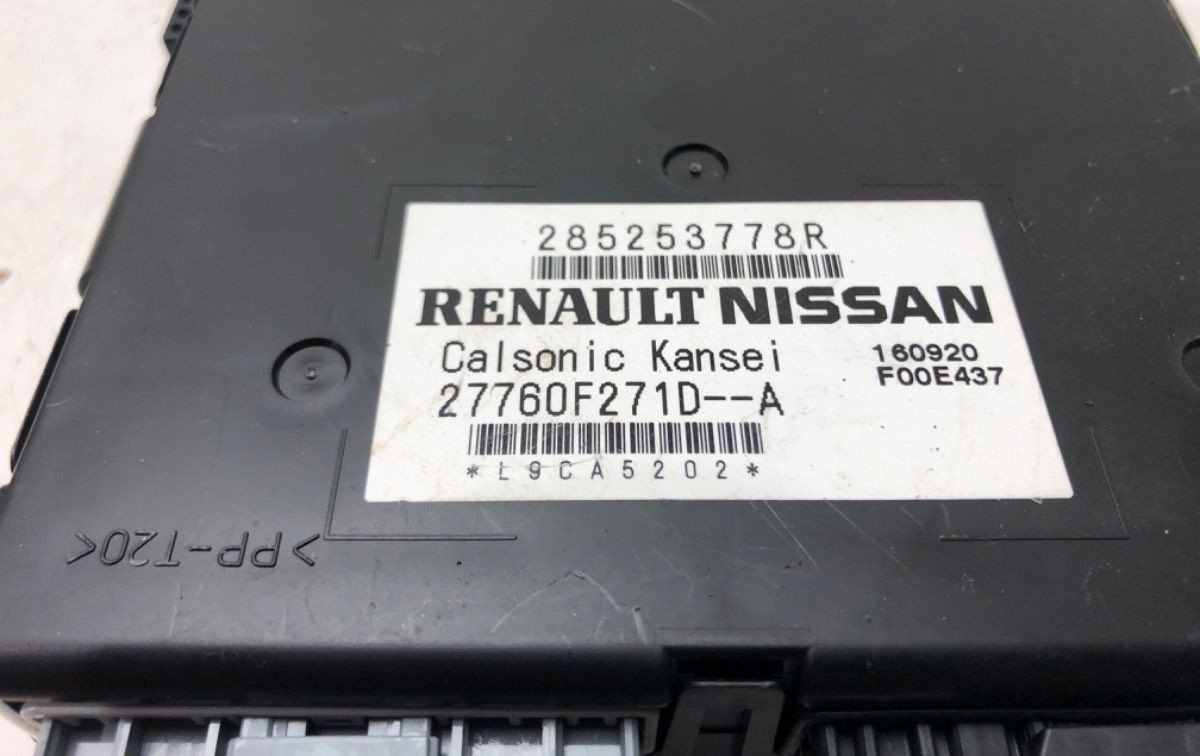 285253778R
RENAULT NISSAN
Calsonic Kansei
160920
27760F271D--A
F00E437
*L9CA5202*
>PP-T20<